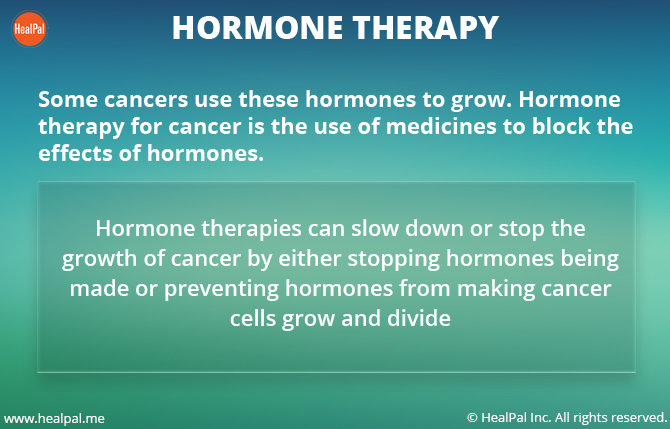 HealPal
HORMONE THERAPY
Some cancers use these hormones to grow. Hormone
therapy for cancer is the use of medicines to block the
effects of hormones.
Hormone therapies can slow down or stop the
growth of cancer by either stopping hormones being
made or preventing hormones from making cancer
cells grow and divide
www.healpal.me
© HealPal Inc. All rights reserved.